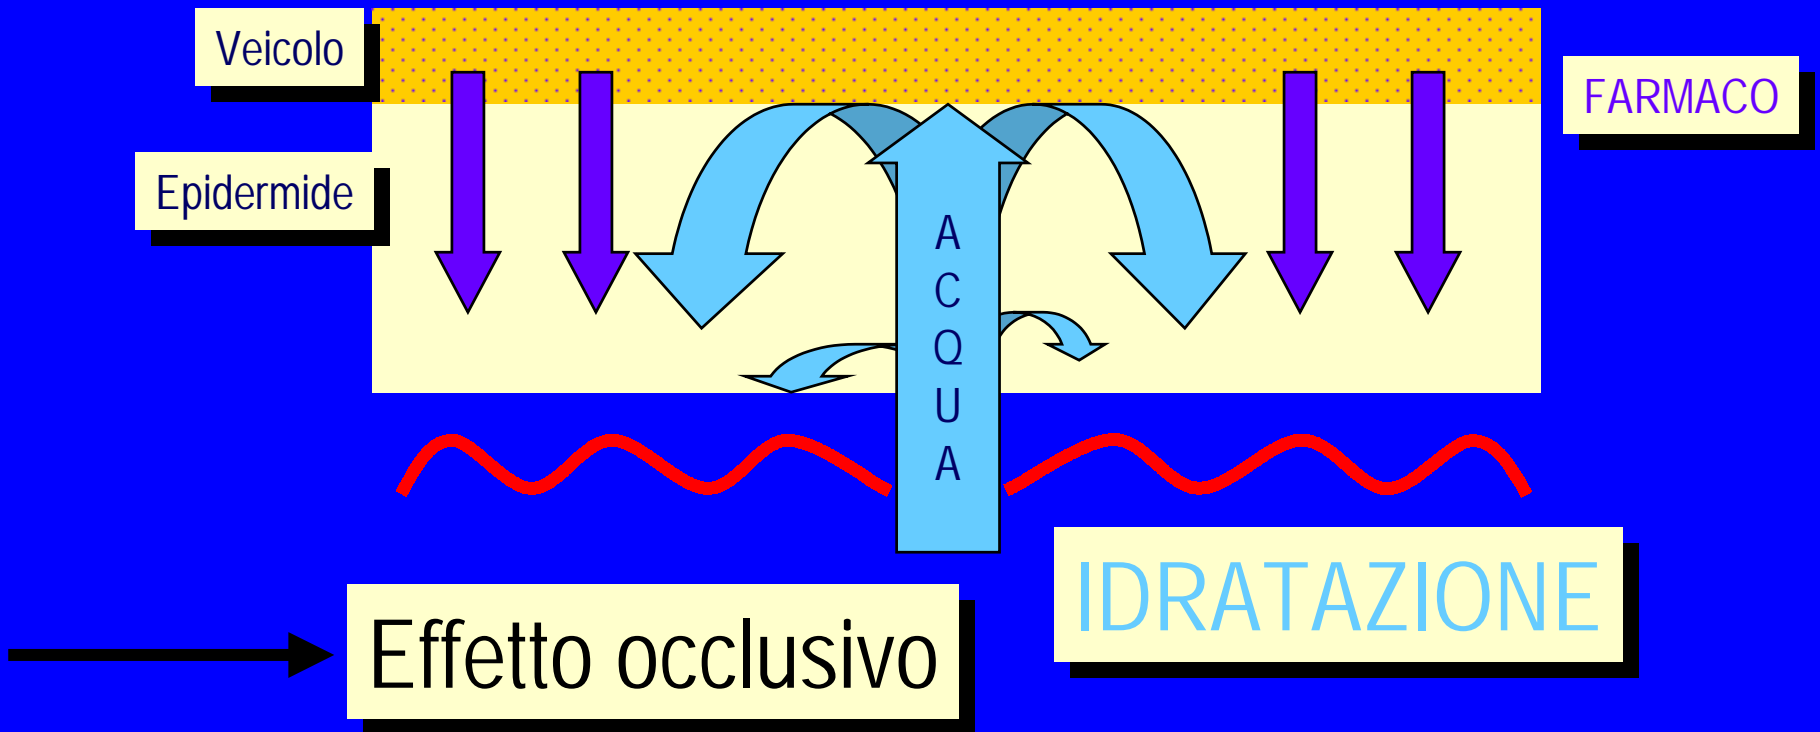 Veicolo
FARMACO
Epidermide
A
C
Q
U
A
IDRATAZIONE
Effetto occlusivo